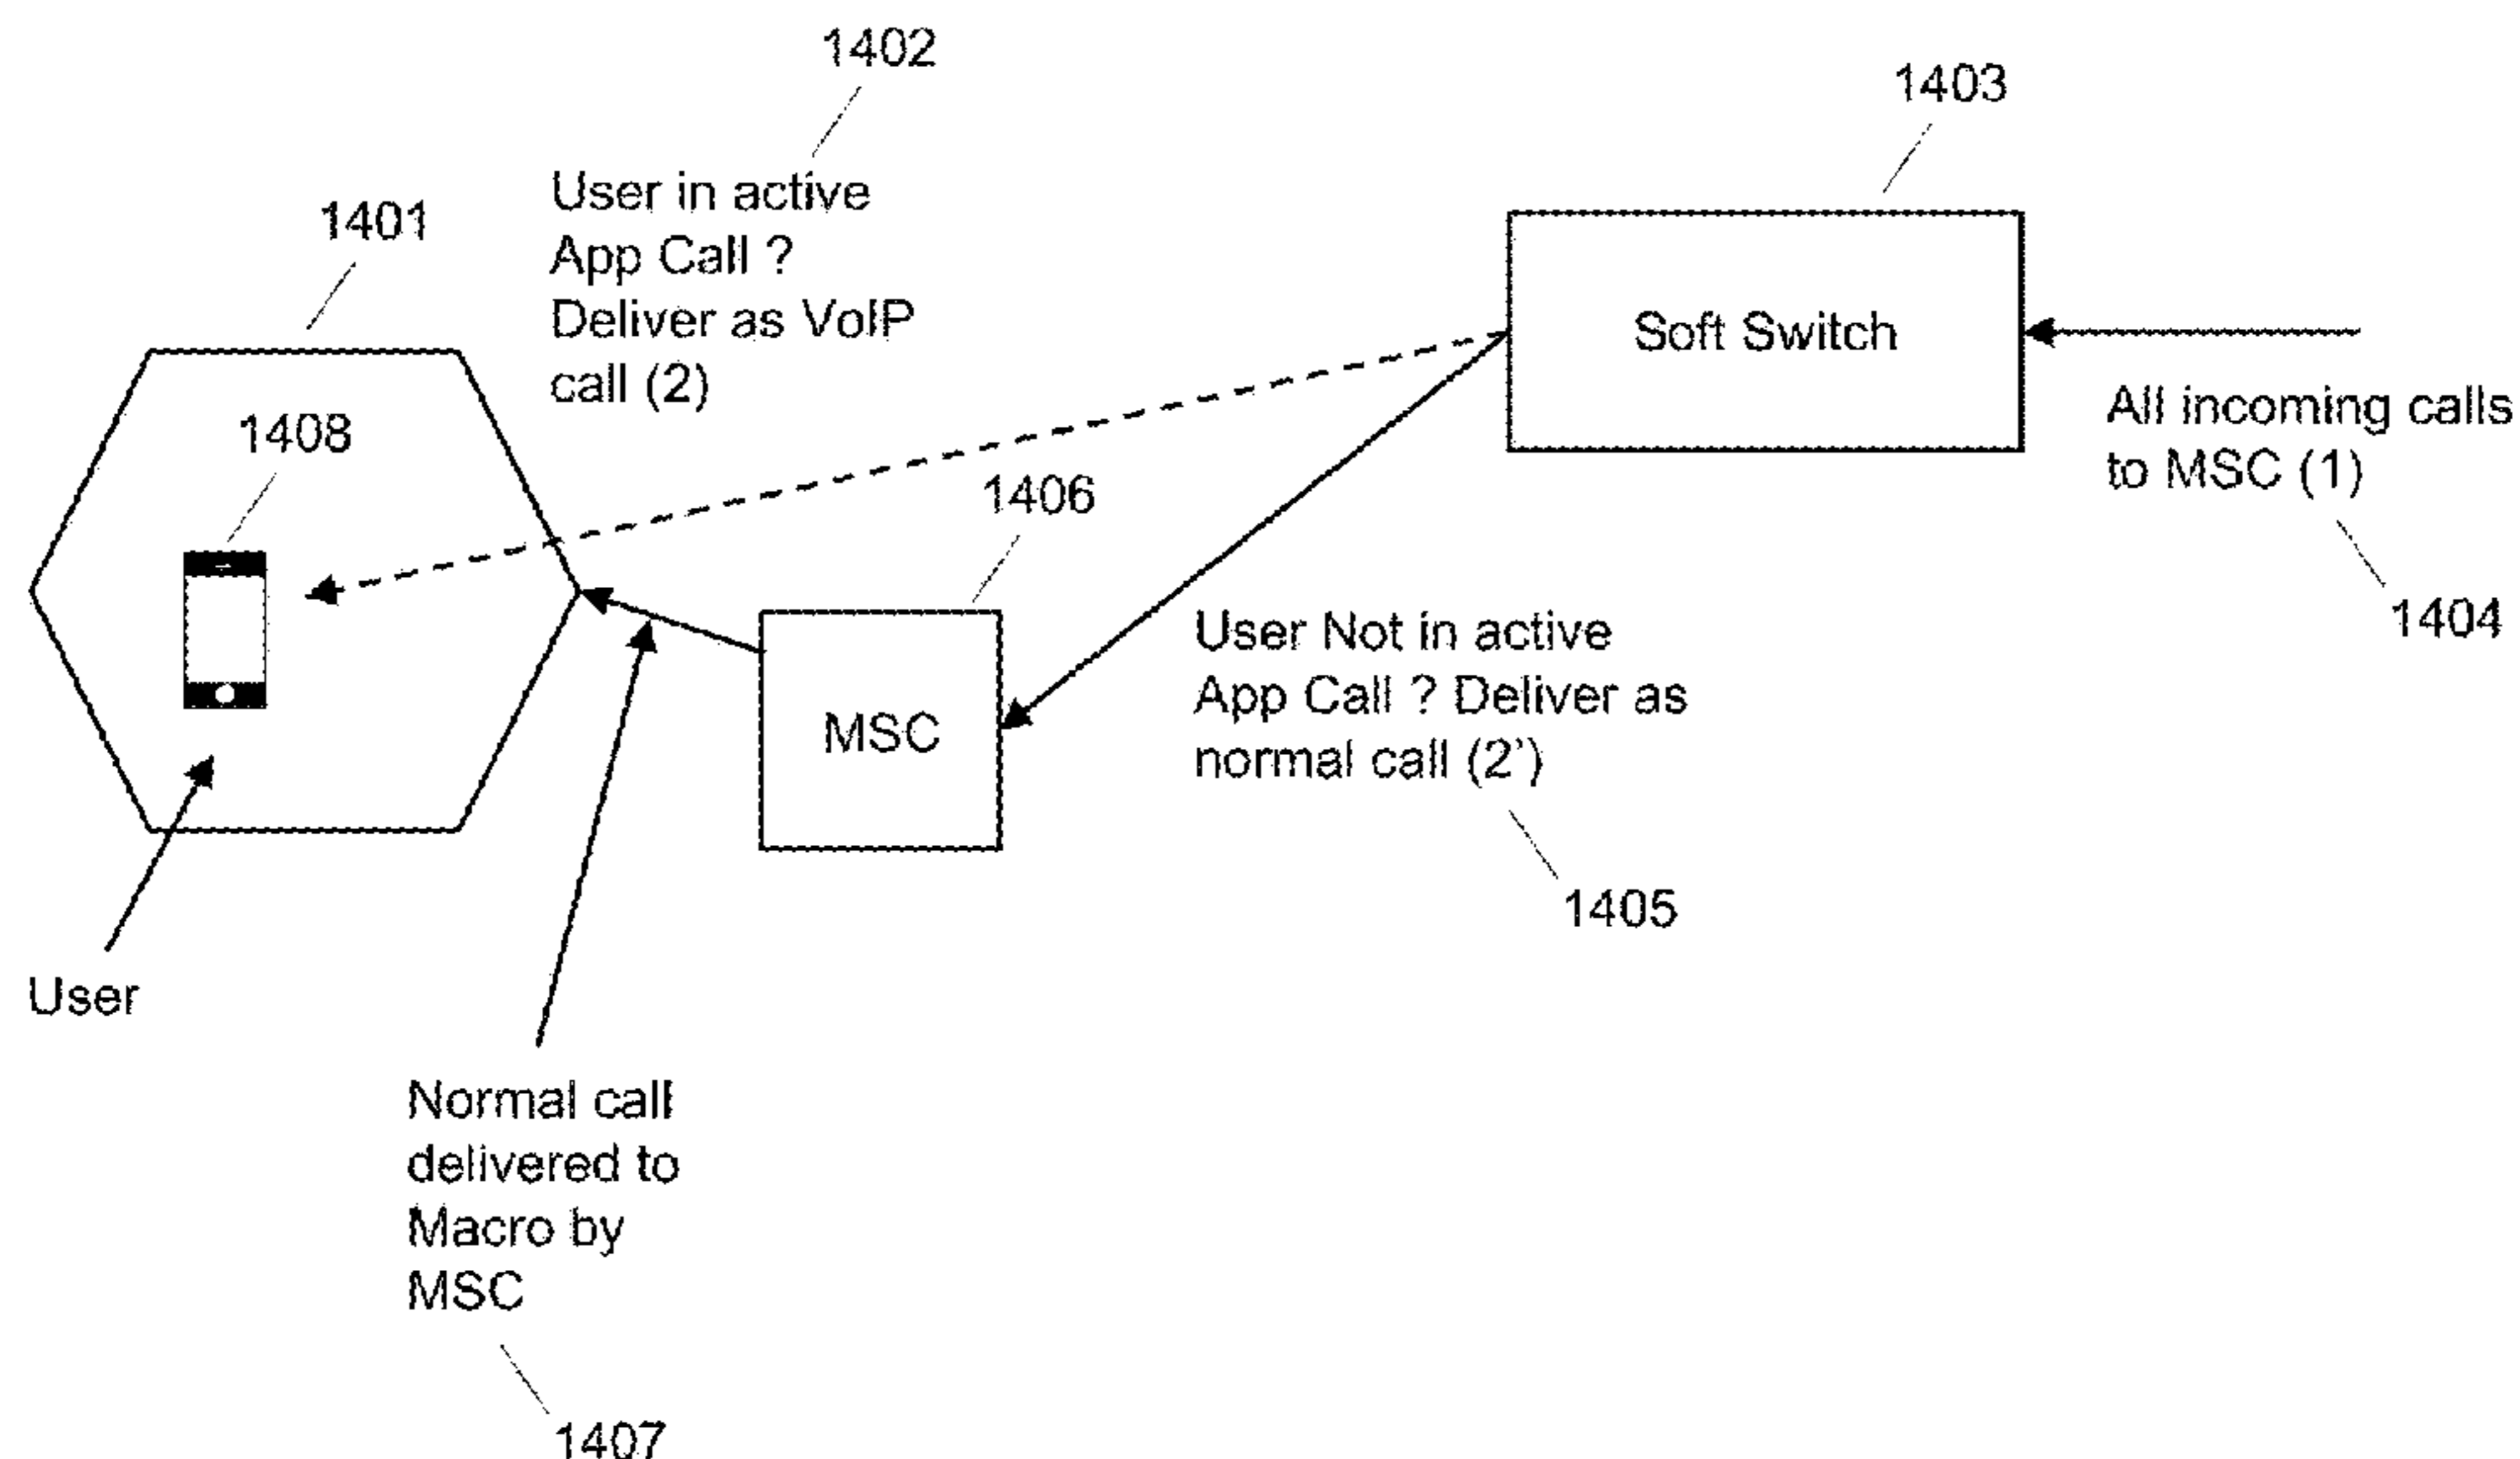 1402
1403
1401
User in active
App Call ?
Deliver as VoIP
call (2)
1408
Soft Switch
All incoming calls
to MSC (1)
1404
1406
MSC
User Not in active
App Call ? Deliver as
normal call (2')
1405
User
Normal call
delivered to
Macro by
MSC
1407